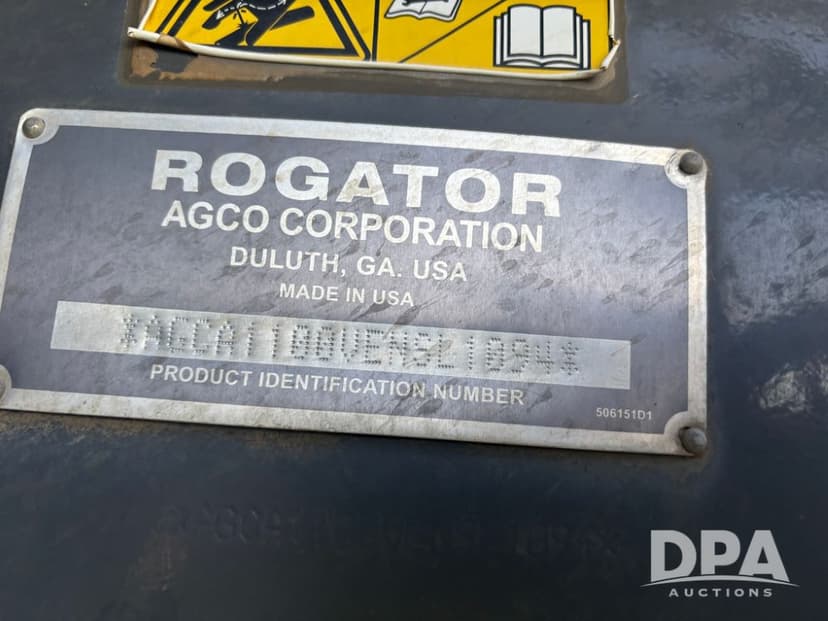 ROGATOR
AGCO CORPORATION
DULUTH, GA. USA
MADE IN USA
*AGCA1100VENSL1094*
PRODUCT IDENTIFICATION NUMBER
506151D1
DPA
AUCTIONS